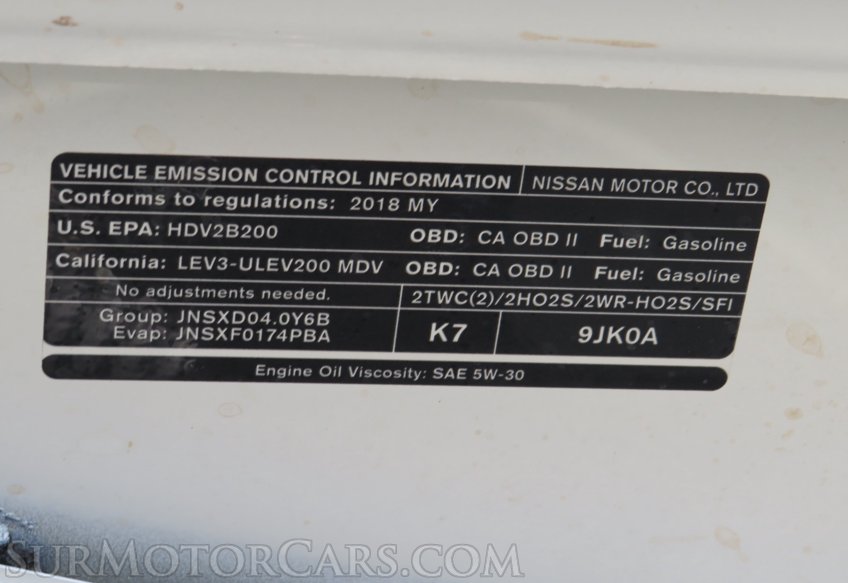 VEHICLE EMISSION CONTROL INFORMATION NISSAN MOTOR CO., LTD
Conforms to regulations: 2018 MY
U.S. EPA: HDV2B200 OBD: CA OBD II Fuel: Gasoline
California: LEV3-ULEV200 MDV OBD: CA OBD II Fuel: Gasoline
No adjustments needed. 2TWC(2)/2HO2S/2WR-HO2S/SFI
Group: JNSXD04.0Y6B
Evap: JNSXF0174PBA
K7 9JK0A
Engine Oil Viscosity: SAE 5W-30
SurMotorCars.com